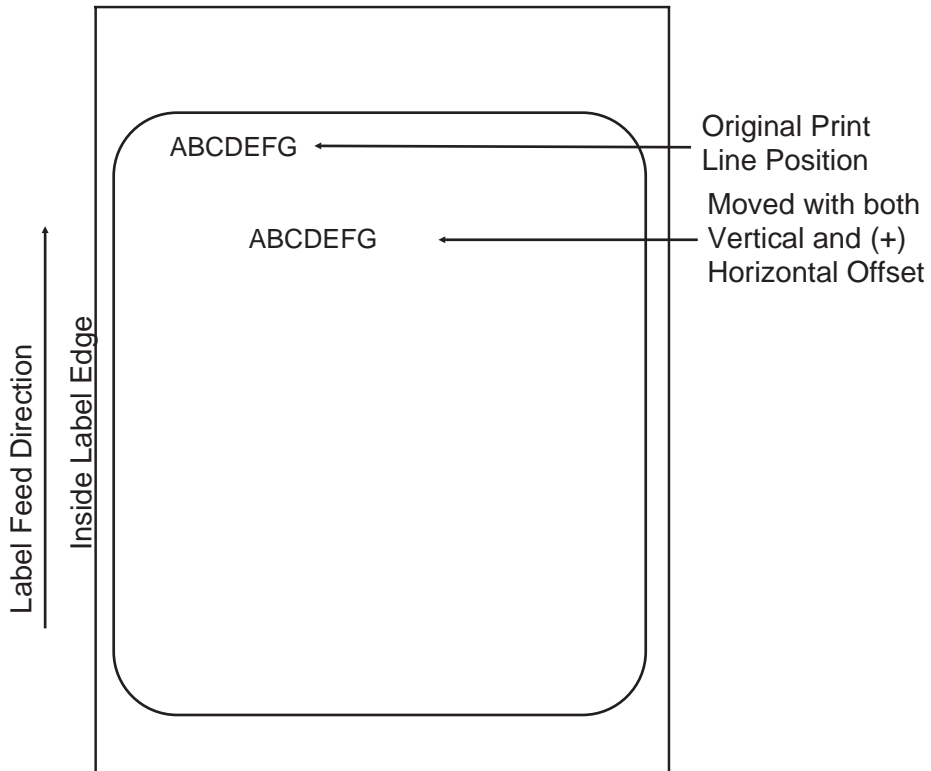 ABCDEFG
Original Print
Line Position
ABCDEFG
Moved with both
Vertical and (+)
Horizontal Offset
Label Feed Direction
Inside Label Edge